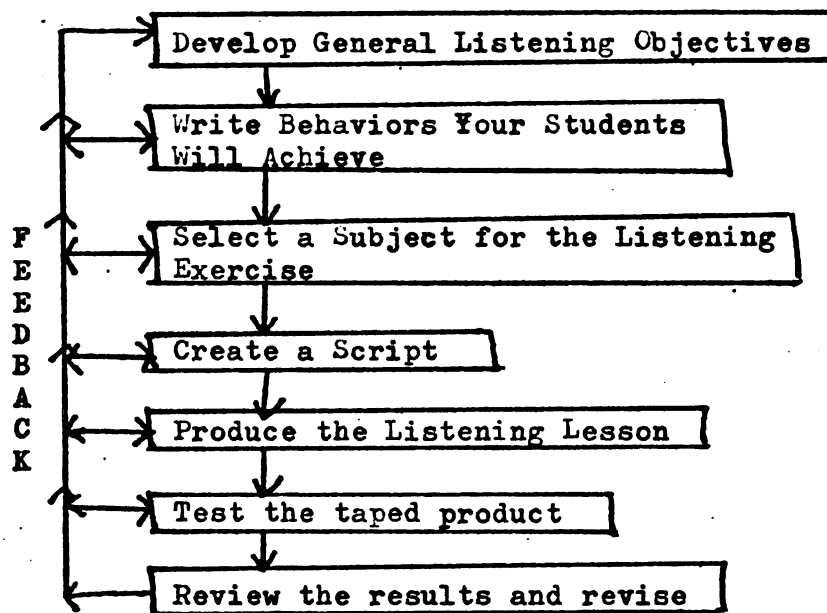 Develop General Listening Objectives
Write Behaviors Your Students
Will Achieve
Select a Subject for the Listening
Exercise
Create a Script
Produce the Listening Lesson
Test the taped product
Review the results and revise
FEEDBACK